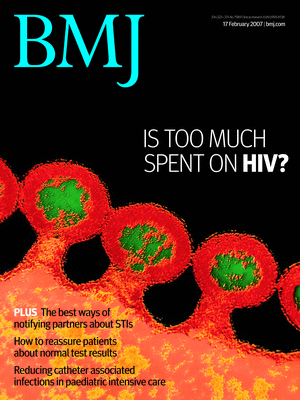 BMJ
17 February 2007 | bmj.com
IS TOO MUCH
SPENT ON HIV?
PLUS The best ways of
notifying partners about STIs
How to reassure patients
about normal test results
Reducing catheter associated
infections in paediatric intensive care